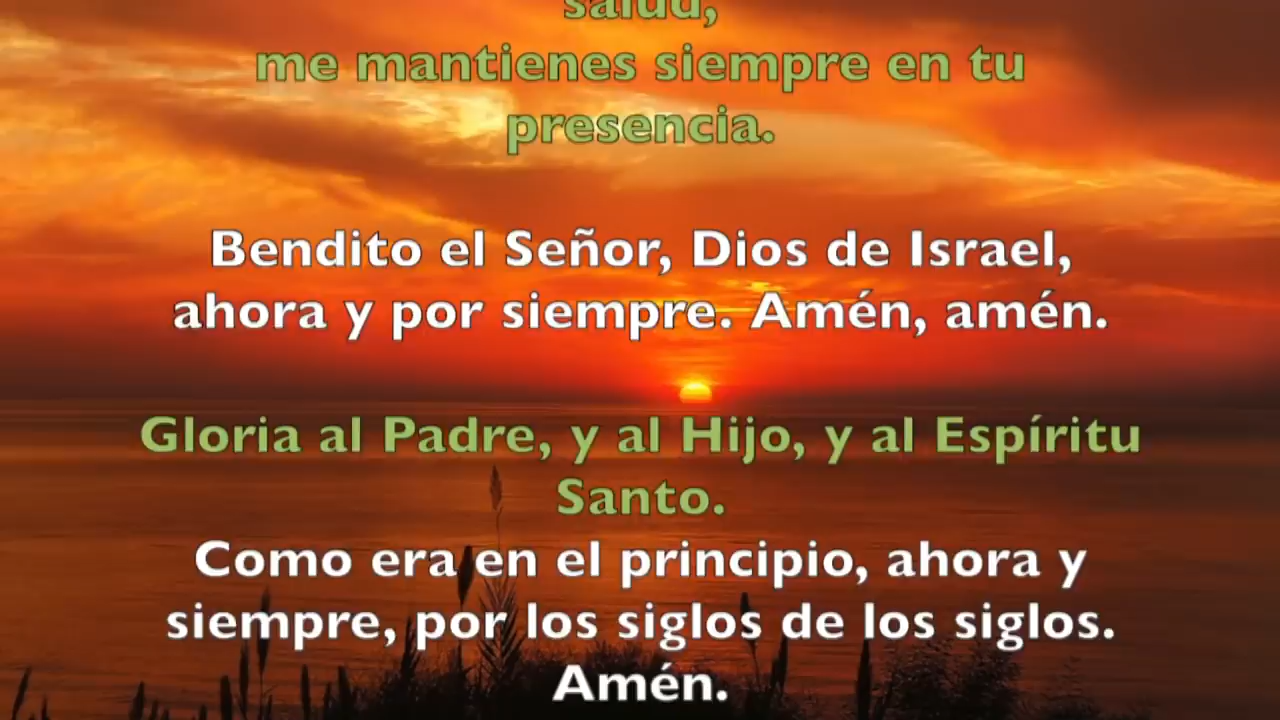 salud,
me mantienes siempre en tu
presencia.
Bendito el Señor, Dios de Israel,
ahora y por siempre. Amén, amén.
Gloria al Padre, y al Hijo, y al Espíritu
Santo.
Como era en el principio, ahora y
siempre, por los siglos de los siglos.
Amén.